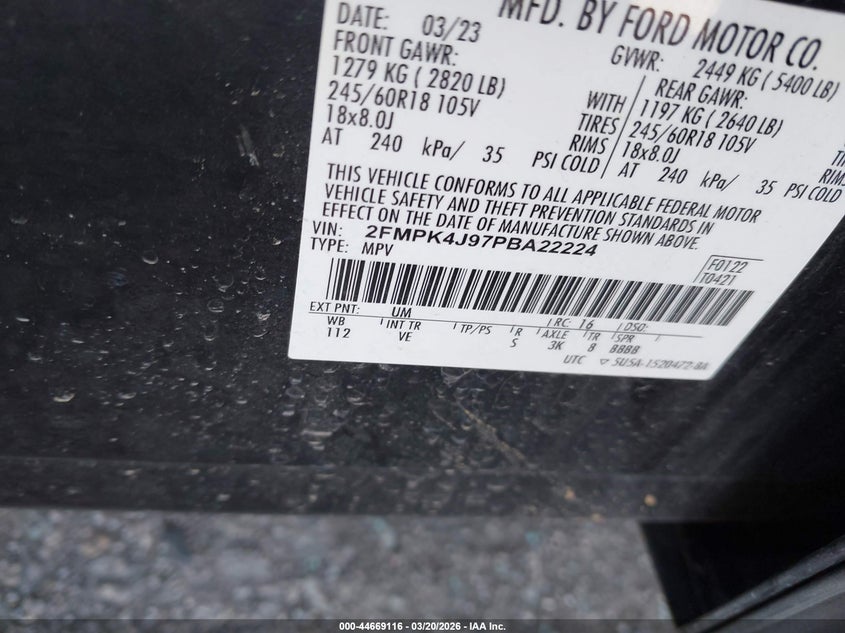 MFD. BY FORD MOTOR CO.
DATE: 03/23
GVWR: 2449 KG ( 5400 LB)
FRONT GAWR:
1279 KG ( 2820 LB)
245/60R18 105V
18x8.0J
AT 240 kPa/ 35 PSI COLD
WITH
TIRES
RIMS
REAR GAWR:
1197 KG ( 2640 LB)
245/60R18 105V
18x8.0J
AT 240 kPa/ 35 PSI COLD
RIMS
THIS VEHICLE CONFORMS TO ALL APPLICABLE FEDERAL MOTOR
VEHICLE SAFETY AND THEFT PREVENTION STANDARDS IN
EFFECT ON THE DATE OF MANUFACTURE SHOWN ABOVE.
VIN: 2FMPK4J97PBA22224
TYPE: MPV
F0122
T0421
EXT PNT: UM RC: 16 DSO:
WB INT TR TP/PS R AXLE TR SPR
112 VE S 3K 8 BBBB
UTC ▽ 5U5A-1520472-BA
000-44669116 - 03/20/2026 - IAA Inc.